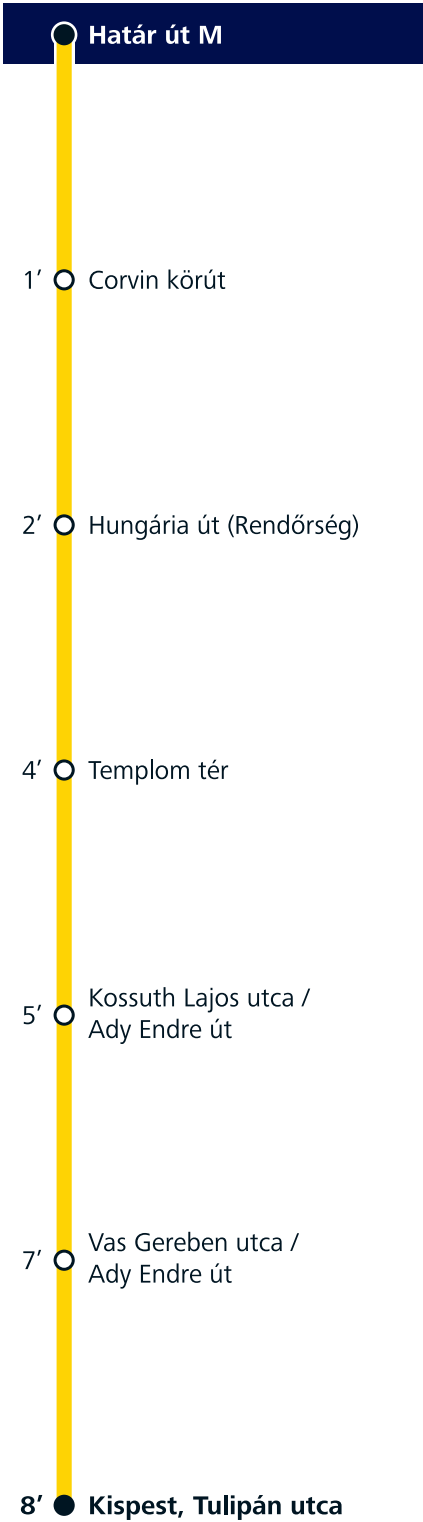 Határ út M
1’ Corvin körút
2’ Hungária út (Rendőrség)
4’ Templom tér
5’ Kossuth Lajos utca /
Ady Endre út
7’ Vas Gereben utca /
Ady Endre út
8’ Kispest, Tulipán utca